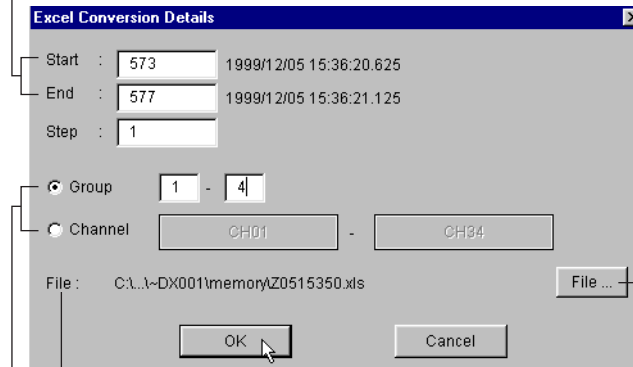 Excel Conversion Details
Start : 573 1999/12/05 15:36:20.625
End : 577 1999/12/05 15:36:21.125
Step : 1
Group 1 - 4
Channel CH01 - CH34
File : C:\...\~DX001\memory\Z0515350.xls File ...
OK Cancel